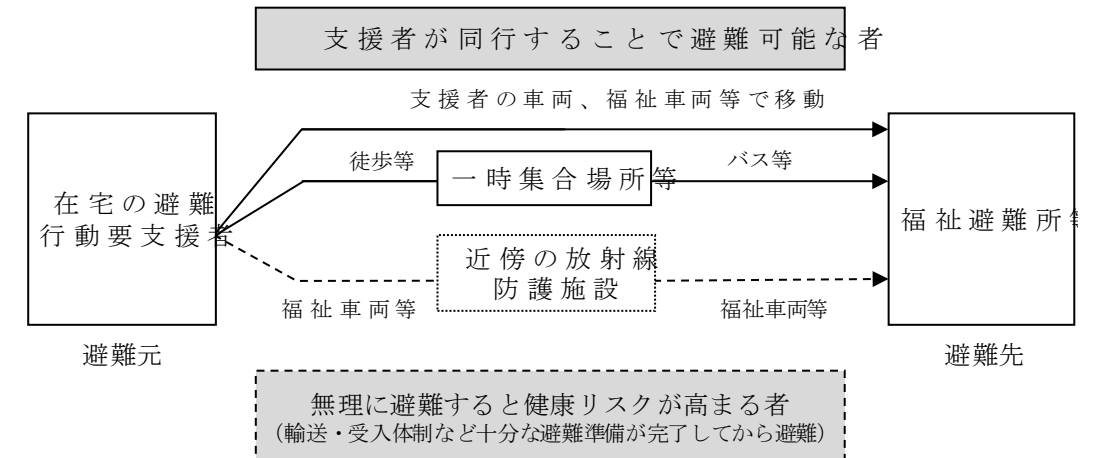 支援者が同行することで避難可能な者
支援者の車両、福祉車両等で移動
徒歩等
一時集合場所等
バス等
在宅の避難
行動要支援者
福祉避難所等
近傍の放射線
防護施設
福祉車両等
福祉車両等
避難元
避難先
無理に避難すると健康リスクが高まる者
（輸送・受入体制など十分な避難準備が完了してから避難）